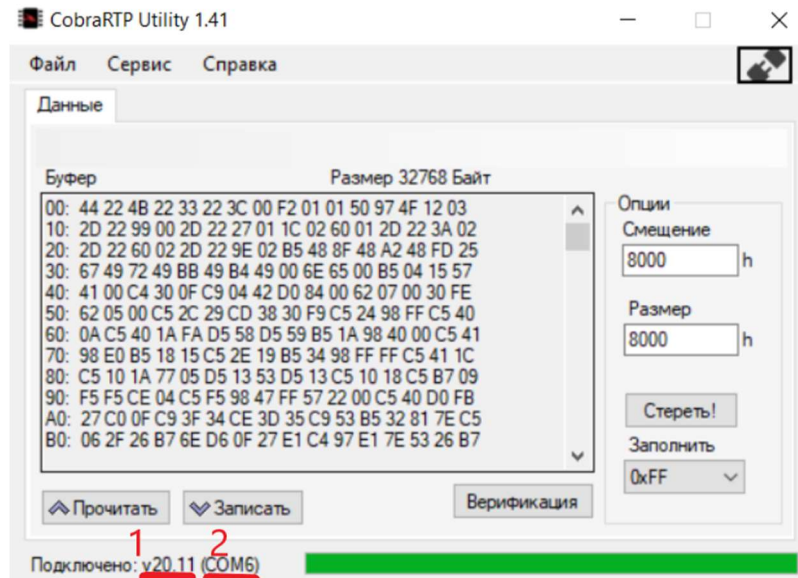 CobraRTP Utility 1.41
Файл Сервис Справка
Данные
Буфер Размер 32768 Байт
00: 44 22 4B 22 33 22 3C 00 F2 01 01 50 97 4F 12 03
10: 2D 22 99 00 2D 22 27 01 1C 02 60 01 2D 22 3A 02
20: 2D 22 60 02 2D 22 9E 02 B5 48 8F 48 A2 48 FD 25
30: 67 49 72 49 BB 49 B4 49 00 6E 65 00 B5 04 15 57
40: 41 00 C4 30 0F C9 04 42 D0 84 00 62 07 00 30 FE
50: 62 05 00 C5 2C 29 CD 38 30 F9 C5 24 98 FF C5 40
60: 0A C5 40 1A FA D5 58 D5 59 B5 1A 98 40 00 C5 41
70: 98 E0 B5 18 15 C5 2E 19 B5 34 98 FF FF C5 41 1C
80: C5 10 1A 77 05 D5 13 53 D5 13 C5 10 18 C5 B7 09
90: F5 F5 CE 04 C5 F5 98 47 FF 57 22 00 C5 40 D0 FB
A0: 27 C0 0F C9 3F 34 CE 3D 35 C9 53 B5 32 81 7E C5
B0: 06 2F 26 B7 6E D6 0F 27 E1 C4 97 E1 7E 53 26 B7
Опции
Смещение
8000 h
Размер
8000 h
Стереть!
Заполнить
0xFF
Прочитать Записать Верификация
1 2
Подключено: v20.11 (COM6)